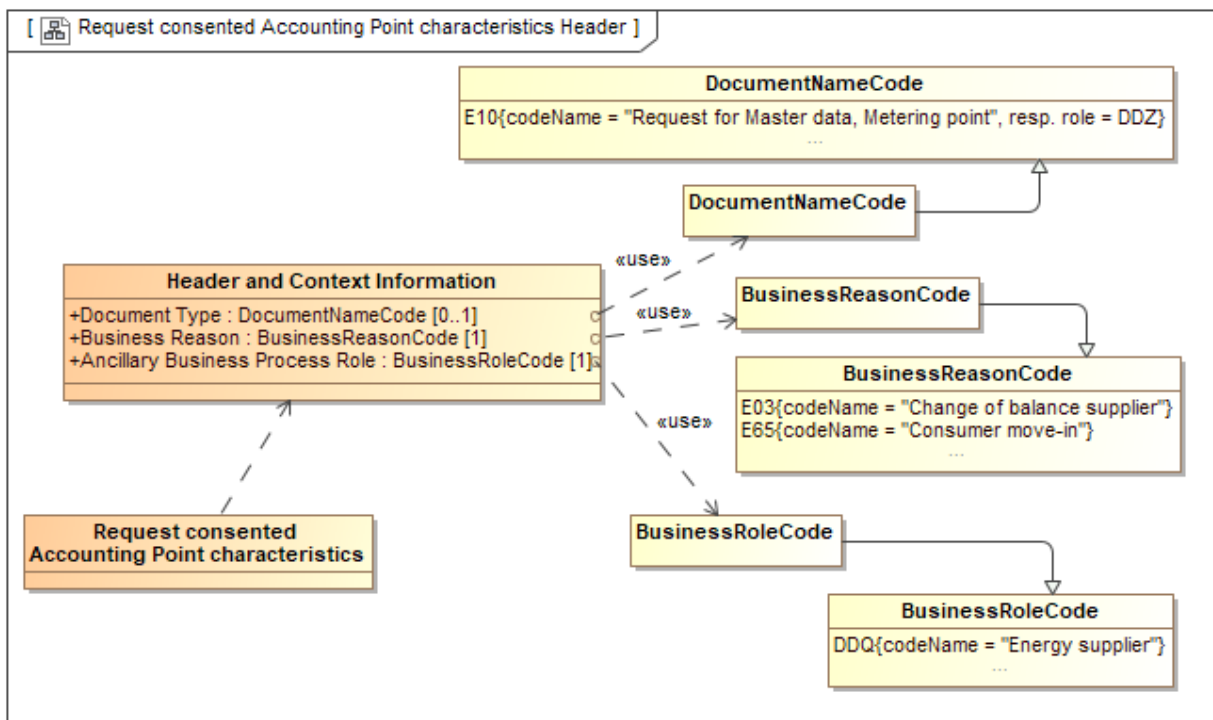 [ Request consented Accounting Point characteristics Header ]
DocumentNameCode
E10{codeName = "Request for Master data, Metering point", resp. role = DDZ}
...
DocumentNameCode
«use»
Header and Context Information
+Document Type : DocumentNameCode [0..1]
+Business Reason : BusinessReasonCode [1]
+Ancillary Business Process Role : BusinessRoleCode [1]
«use»
BusinessReasonCode
BusinessReasonCode
E03{codeName = "Change of balance supplier"}
E65{codeName = "Consumer move-in"}
...
«use»
Request consented
Accounting Point characteristics
BusinessRoleCode
BusinessRoleCode
DDQ{codeName = "Energy supplier"}
...